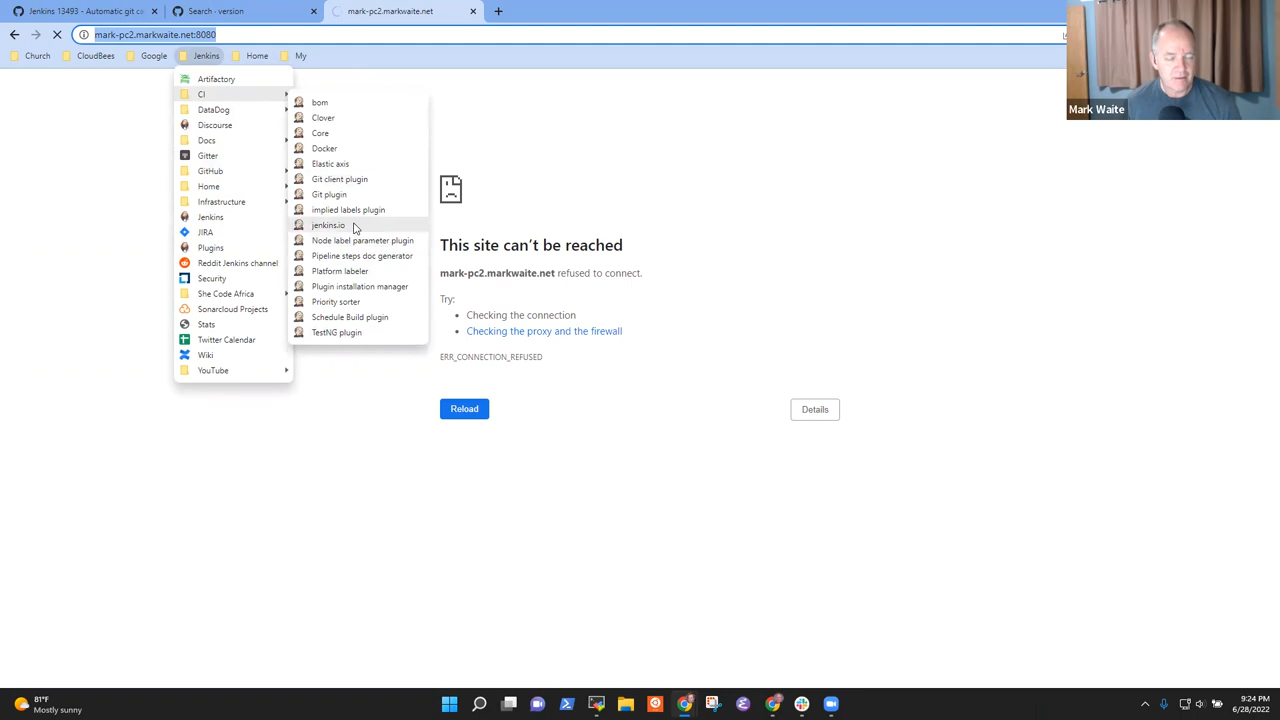 Jenkins 13493 - Automatic git ca
Search · version
mark-pc2.markwaite.net
mark-pc2.markwaite.net:8080
Church
CloudBees
Google
Jenkins
Home
My
Artifactory
CI
DataDog
Discourse
Docs
Gitter
GitHub
Home
Infrastructure
Jenkins
JIRA
Plugins
Reddit Jenkins channel
Security
She Code Africa
Sonarcloud Projects
Stats
Twitter Calendar
Wiki
YouTube
bom
Clover
Core
Docker
Elastic axis
Git client plugin
Git plugin
implied labels plugin
jenkins.io
Node label parameter plugin
Pipeline steps doc generator
Platform labeler
Plugin installation manager
Priority sorter
Schedule Build plugin
TestNG plugin
This site can't be reached
mark-pc2.markwaite.net refused to connect.
Try:
• Checking the connection
• Checking the proxy and the firewall
ERR_CONNECTION_REFUSED
Reload
Details
Mark Waite
81°F
Mostly sunny
9:24 PM
6/28/2022